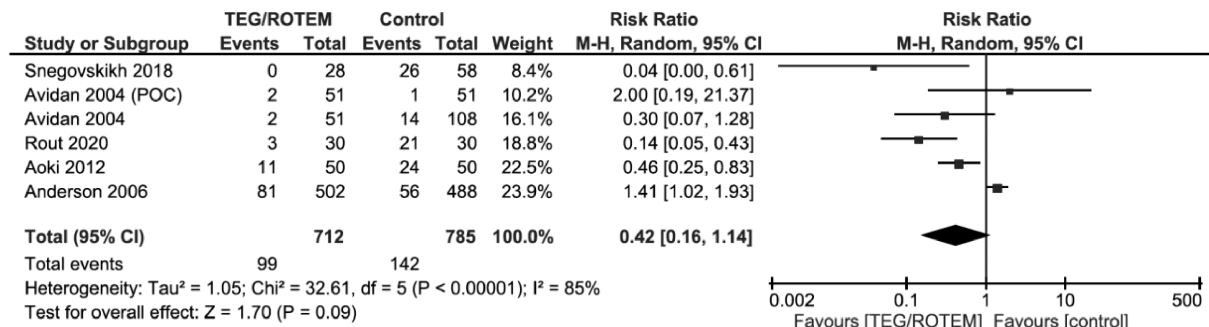 TEG/ROTEM Control Risk Ratio Risk Ratio
Study or Subgroup Events Total Events Total Weight M-H, Random, 95% CI M-H, Random, 95% CI
Snegovskikh 2018 0 28 26 58 8.4% 0.04 [0.00, 0.61]
Avidan 2004 (POC) 2 51 1 51 10.2% 2.00 [0.19, 21.37]
Avidan 2004 2 51 14 108 16.1% 0.30 [0.07, 1.28]
Rout 2020 3 30 21 30 18.8% 0.14 [0.05, 0.43]
Aoki 2012 11 50 24 50 22.5% 0.46 [0.25, 0.83]
Anderson 2006 81 502 56 488 23.9% 1.41 [1.02, 1.93]
Total (95% CI) 712 785 100.0% 0.42 [0.16, 1.14]
Total events 99 142
Heterogeneity: Tau² = 1.05; Chi² = 32.61, df = 5 (P < 0.00001); I² = 85%
Test for overall effect: Z = 1.70 (P = 0.09)
0.002 0.1 1 10 500
Favours [TEG/ROTEM] Favours [control]